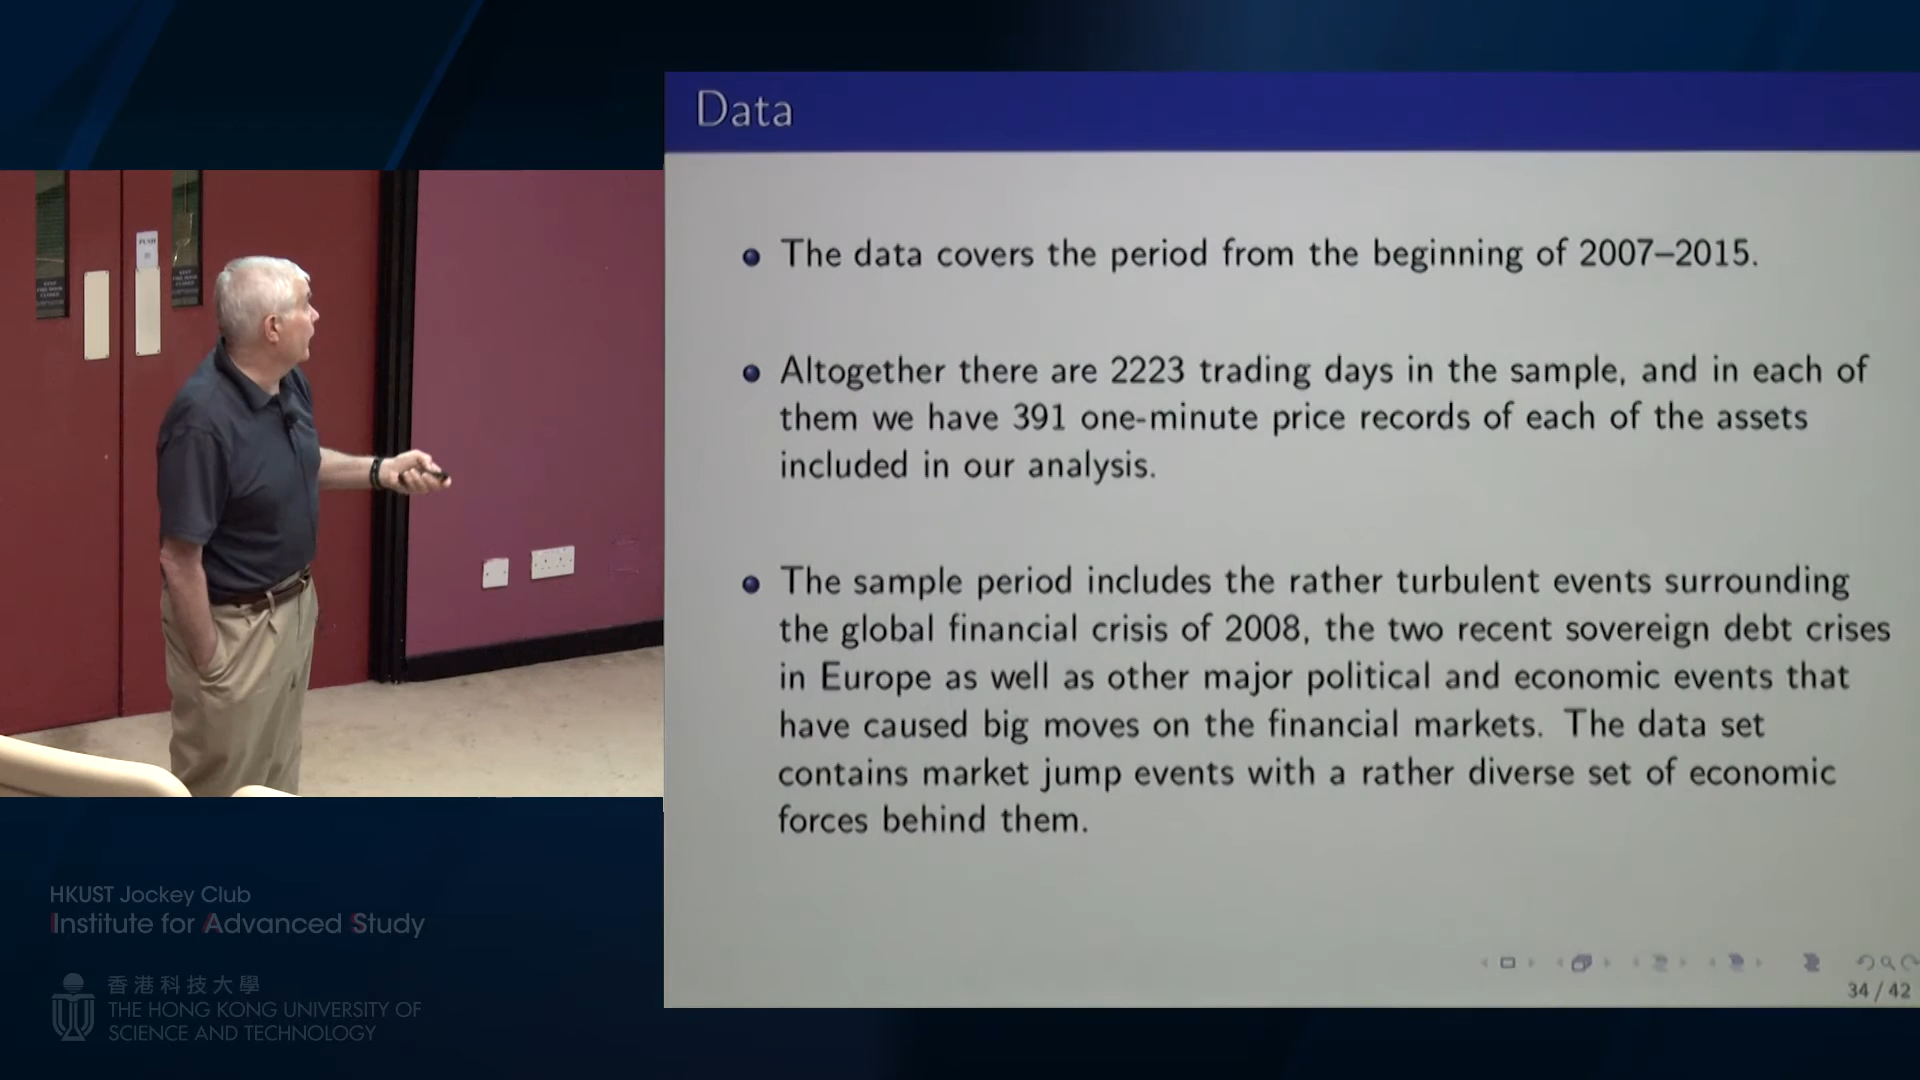 Data
The data covers the period from the beginning of 2007–2015.
Altogether there are 2223 trading days in the sample, and in each of
them we have 391 one-minute price records of each of the assets
included in our analysis.
The sample period includes the rather turbulent events surrounding
the global financial crisis of 2008, the two recent sovereign debt crises
in Europe as well as other major political and economic events that
have caused big moves on the financial markets. The data set
contains market jump events with a rather diverse set of economic
forces behind them.
34 / 42
PUSH
HKUST Jockey Club
Institute for Advanced Study
香港科技大學
THE HONG KONG UNIVERSITY OF
SCIENCE AND TECHNOLOGY